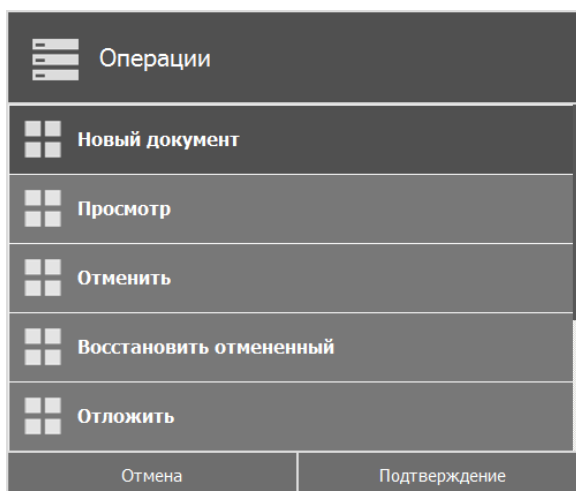 Операции
Новый документ
Просмотр
Отменить
Восстановить отмененный
Отложить
Отмена
Подтверждение